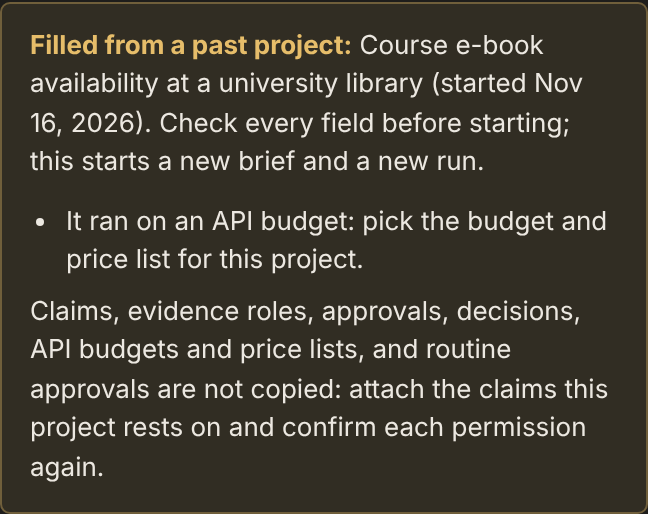 Filled from a past project: Course e-book
availability at a university library (started Nov
16, 2026). Check every field before starting;
this starts a new brief and a new run.
• It ran on an API budget: pick the budget and
price list for this project.
Claims, evidence roles, approvals, decisions,
API budgets and price lists, and routine
approvals are not copied: attach the claims this
project rests on and confirm each permission
again.